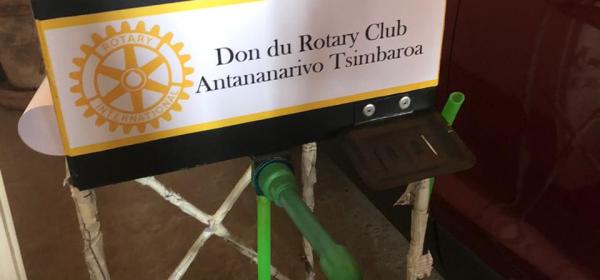 ROTARY
INTERNATIONAL
Don du Rotary Club
Antananarivo Tsimbaroa